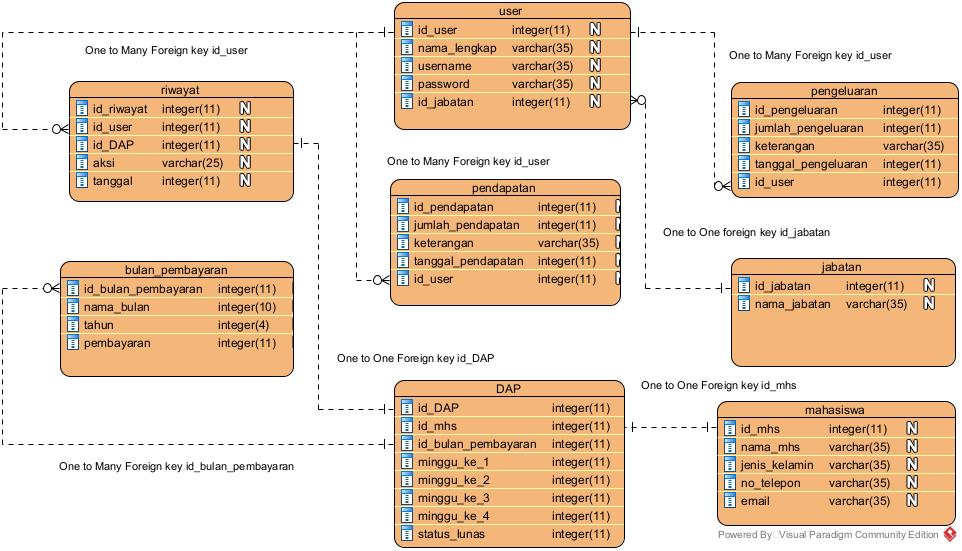 user
id_user integer(11) N
nama_lengkap varchar(35) N
username varchar(35) N
password varchar(35) N
id_jabatan integer(11) N
One to Many Foreign key id_user
riwayat
id_riwayat integer(11) N
id_user integer(11) N
id_DAP integer(11) N
aksi varchar(25) N
tanggal integer(11) N
One to Many Foreign key id_user
pengeluaran
id_pengeluaran integer(11)
jumlah_pengeluaran integer(11)
keterangan varchar(35)
tanggal_pengeluaran integer(11)
id_user integer(11)
One to Many Foreign key id_user
pendapatan
id_pendapatan integer(11)
jumlah_pendapatan integer(11)
keterangan varchar(35)
tanggal_pendapatan integer(11)
id_user integer(11)
One to One foreign key id_jabatan
jabatan
id_jabatan integer(11) N
nama_jabatan varchar(35) N
bulan_pembayaran
id_bulan_pembayaran integer(11)
nama_bulan integer(10)
tahun integer(4)
pembayaran integer(11)
One to One Foreign key id_DAP
DAP
id_DAP integer(11)
id_mhs integer(11)
id_bulan_pembayaran integer(11)
minggu_ke_1 integer(11)
minggu_ke_2 integer(11)
minggu_ke_3 integer(11)
minggu_ke_4 integer(11)
status_lunas integer(11)
One to One Foreign key id_mhs
mahasiswa
id_mhs integer(11) N
nama_mhs varchar(35) N
jenis_kelamin varchar(35) N
no_telepon varchar(35) N
email varchar(35) N
One to Many Foreign key id_bulan_pembayaran
Powered By Visual Paradigm Community Edition